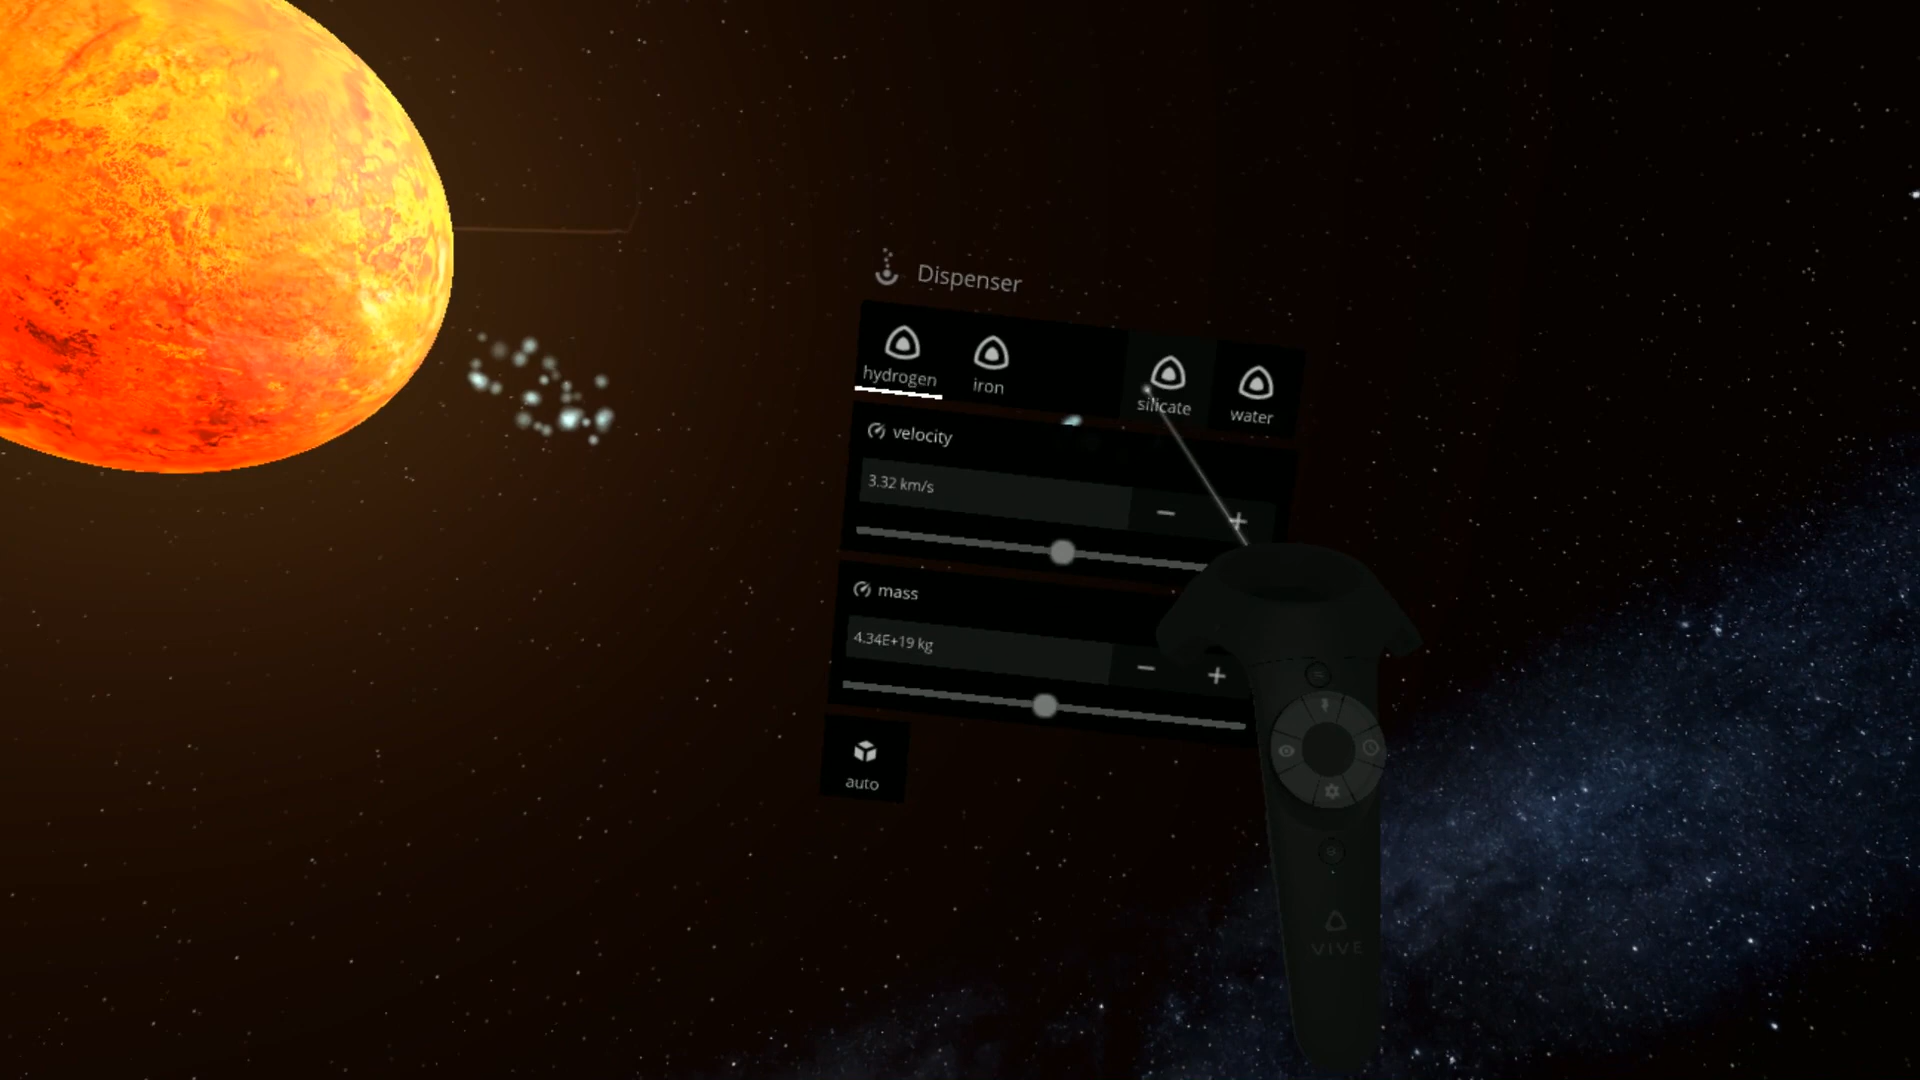 Dispenser
hydrogen
iron
silicate
water
velocity
3.32 km/s
− +
mass
4.34E+19 kg
− +
auto
VIVE